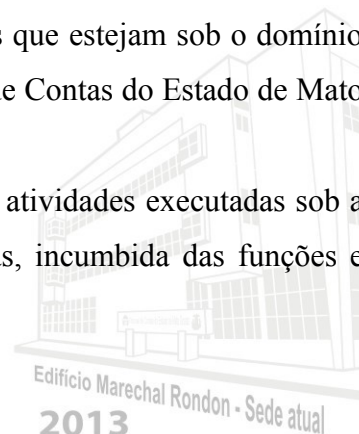 s que estejam sob o domínio
e Contas do Estado de Mato
atividades executadas sob a
s, incumbida das funções e
Edifício Marechal Rondon - Sede atual
2013